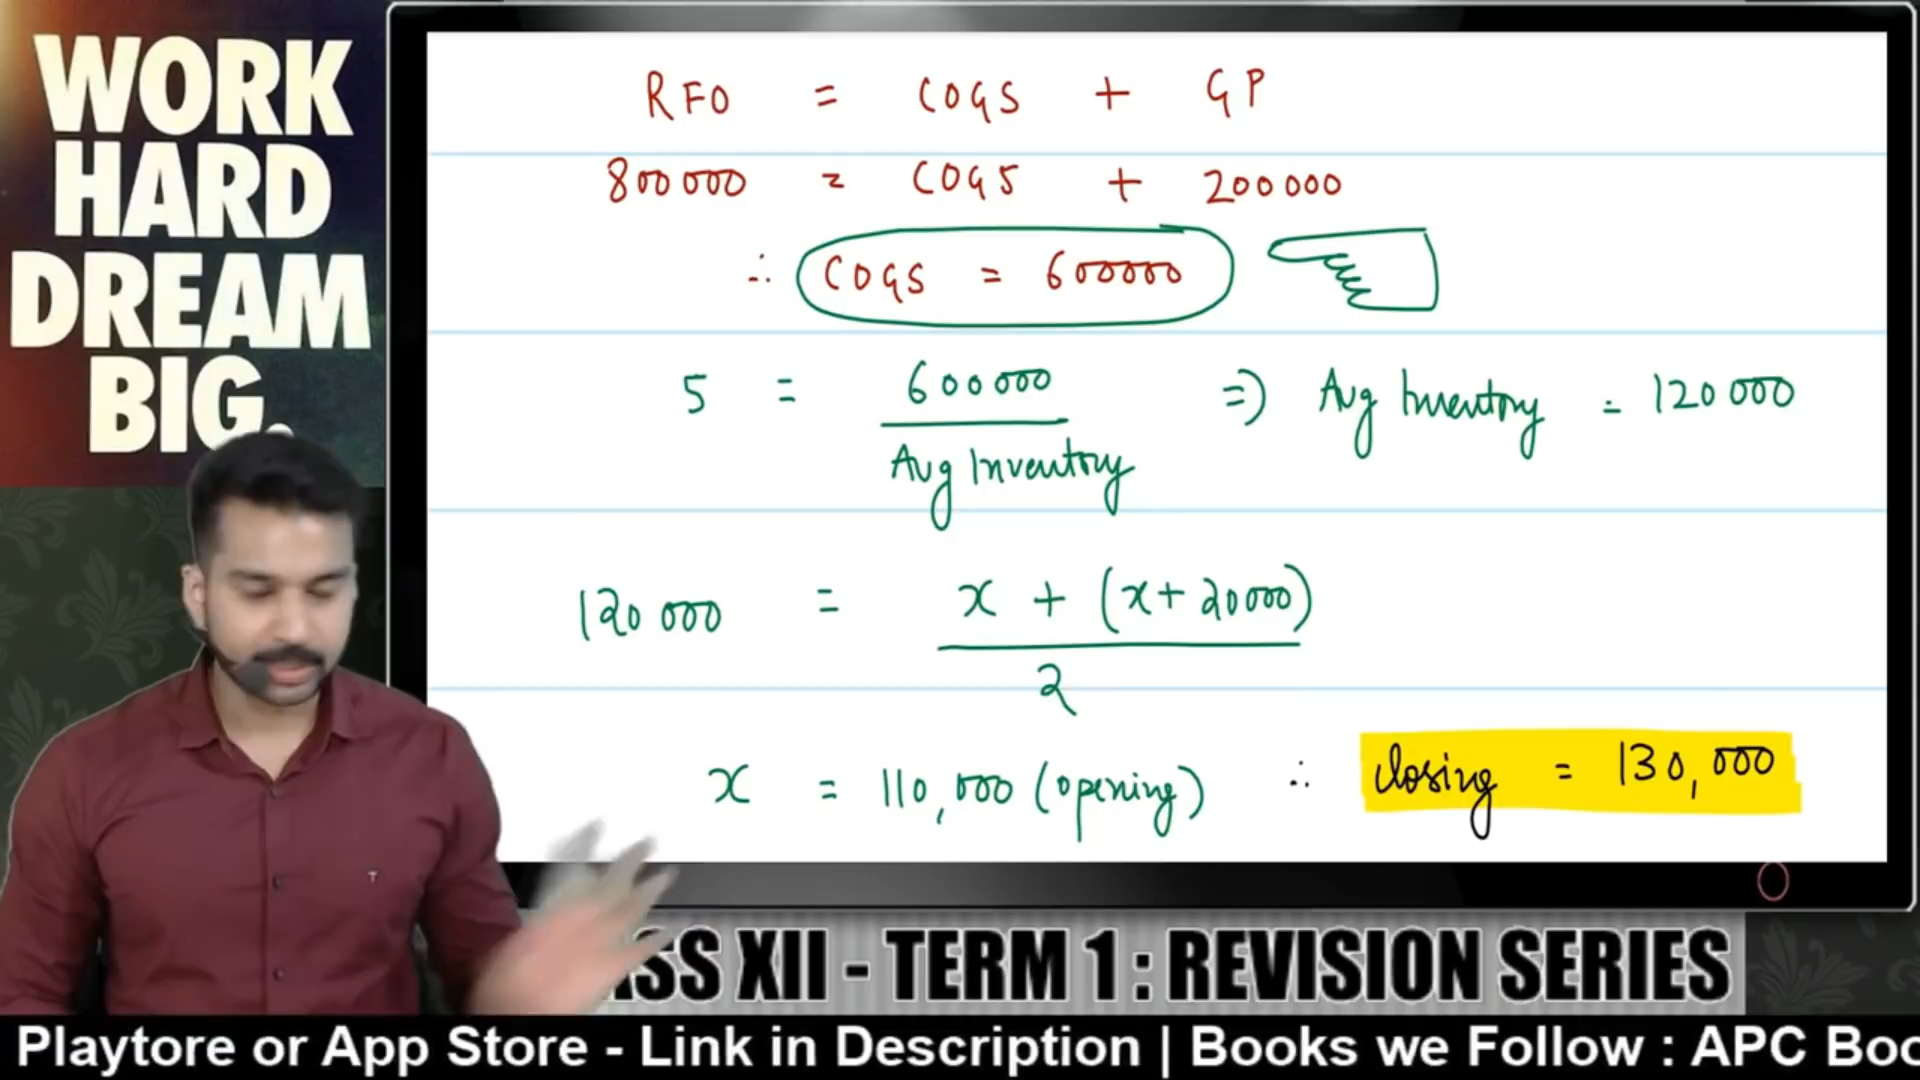 WORK
HARD
DREAM
BIG.
RFO = COGS + GP
800000 = COGS + 200000
∴ COGS = 600000
5 = 600000 / Avg Inventory => Avg Inventory = 120000
120000 = x + (x+20000) / 2
x = 110,000 (opening) ∴ closing = 130,000
ASS XII - TERM 1 : REVISION SERIES
Playtore or App Store - Link in Description | Books we Follow : APC Boo